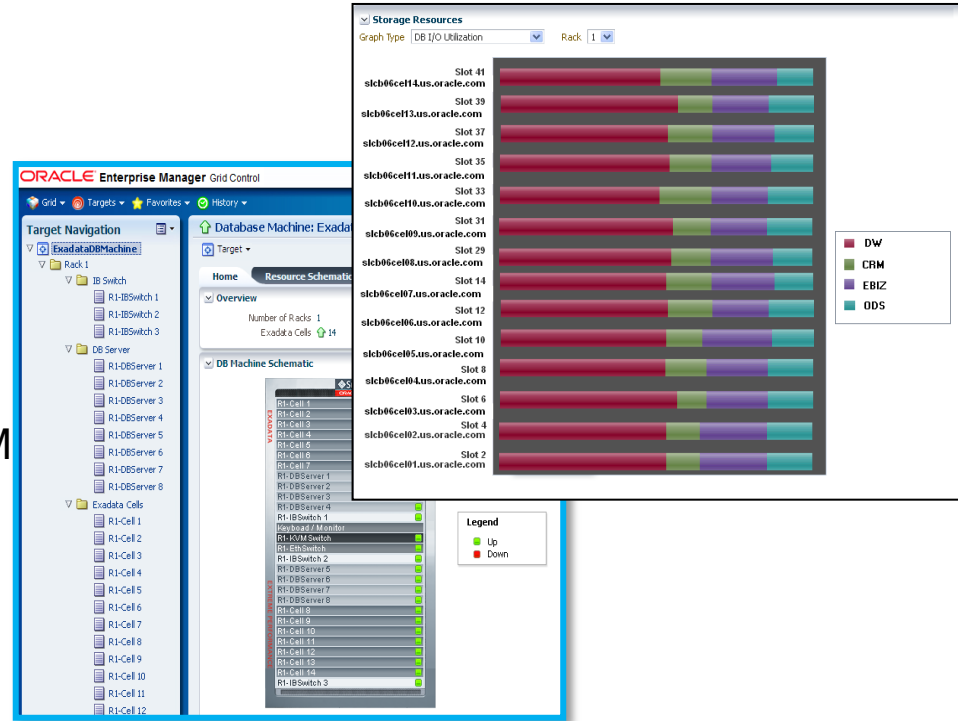 Storage Resources
Graph Type DB I/O Utilization Rack 1
Slot 41
slcb06cel14.us.oracle.com
Slot 39
slcb06cel13.us.oracle.com
Slot 37
slcb06cel12.us.oracle.com
Slot 35
slcb06cel11.us.oracle.com
Slot 33
slcb06cel10.us.oracle.com
Slot 31
slcb06cel09.us.oracle.com
Slot 29
slcb06cel08.us.oracle.com
Slot 14
slcb06cel07.us.oracle.com
Slot 12
slcb06cel06.us.oracle.com
Slot 10
slcb06cel05.us.oracle.com
Slot 8
slcb06cel04.us.oracle.com
Slot 6
slcb06cel03.us.oracle.com
Slot 4
slcb06cel02.us.oracle.com
Slot 2
slcb06cel01.us.oracle.com
DW
CRM
EBIZ
ODS
M
ORACLE Enterprise Manager Grid Control
Grid Targets Favorites History
Target Navigation
ExadataDBMachine
Rack 1
IB Switch
R1-IBSwitch 1
R1-IBSwitch 2
R1-IBSwitch 3
DB Server
R1-DBServer 1
R1-DBServer 2
R1-DBServer 3
R1-DBServer 4
R1-DBServer 5
R1-DBServer 6
R1-DBServer 7
R1-DBServer 8
Exadata Cells
R1-Cell 1
R1-Cell 2
R1-Cell 3
R1-Cell 4
R1-Cell 5
R1-Cell 6
R1-Cell 7
R1-Cell 8
R1-Cell 9
R1-Cell 10
R1-Cell 11
R1-Cell 12
Database Machine: Exadat
Target
Home Resource Schematic
Overview
Number of Racks 1
Exadata Cells 14
DB Machine Schematic
EXADATA
R1-Cell 1
R1-Cell 2
R1-Cell 3
R1-Cell 4
R1-Cell 5
R1-Cell 6
R1-Cell 7
R1-DBServer 1
R1-DBServer 2
R1-DBServer 3
R1-DBServer 4
R1-IBSwitch 1
Keyboad / Monitor
R1-KVMSwitch
R1-EthSwitch
R1-IBSwitch 2
R1-DBServer5
R1-DBServer6
R1-DBServer7
R1-DBServer8
R1-Cell 8
R1-Cell 9
R1-Cell 10
R1-Cell 11
R1-Cell 12
R1-Cell 13
R1-Cell 14
R1-IBSwitch 3
EXTREME PERFORMANCE
Legend
Up
Down